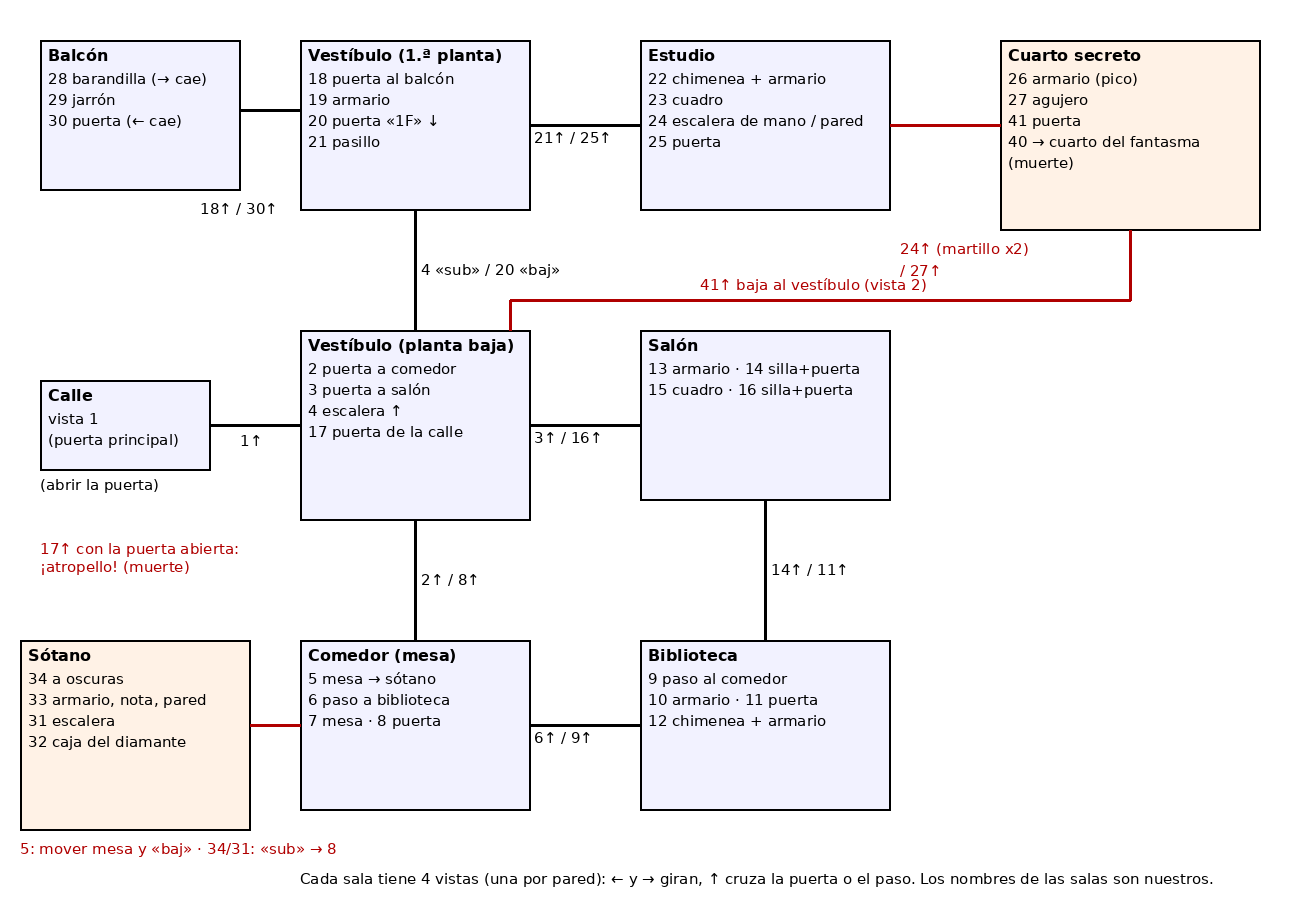 Balcón
28 barandilla (→ cae)
29 jarrón
30 puerta (← cae)
Vestíbulo (1.ª planta)
18 puerta al balcón
19 armario
20 puerta «1F» ↓
21 pasillo
Estudio
22 chimenea + armario
23 cuadro
24 escalera de mano / pared
25 puerta
Cuarto secreto
26 armario (pico)
27 agujero
41 puerta
40 → cuarto del fantasma
(muerte)
21↑ / 25↑
18↑ / 30↑
4 «sub» / 20 «baj»
24↑ (martillo x2)
/ 27↑
41↑ baja al vestíbulo (vista 2)
Calle
vista 1
(puerta principal)
(abrir la puerta)
1↑
Vestíbulo (planta baja)
2 puerta a comedor
3 puerta a salón
4 escalera ↑
17 puerta de la calle
3↑ / 16↑
Salón
13 armario · 14 silla+puerta
15 cuadro · 16 silla+puerta
17↑ con la puerta abierta:
¡atropello! (muerte)
2↑ / 8↑
14↑ / 11↑
Sótano
34 a oscuras
33 armario, nota, pared
31 escalera
32 caja del diamante
Comedor (mesa)
5 mesa → sótano
6 paso a biblioteca
7 mesa · 8 puerta
6↑ / 9↑
Biblioteca
9 paso al comedor
10 armario · 11 puerta
12 chimenea + armario
5: mover mesa y «baj» · 34/31: «sub» → 8
Cada sala tiene 4 vistas (una por pared): ← y → giran, ↑ cruza la puerta o el paso. Los nombres de las salas son nuestros.